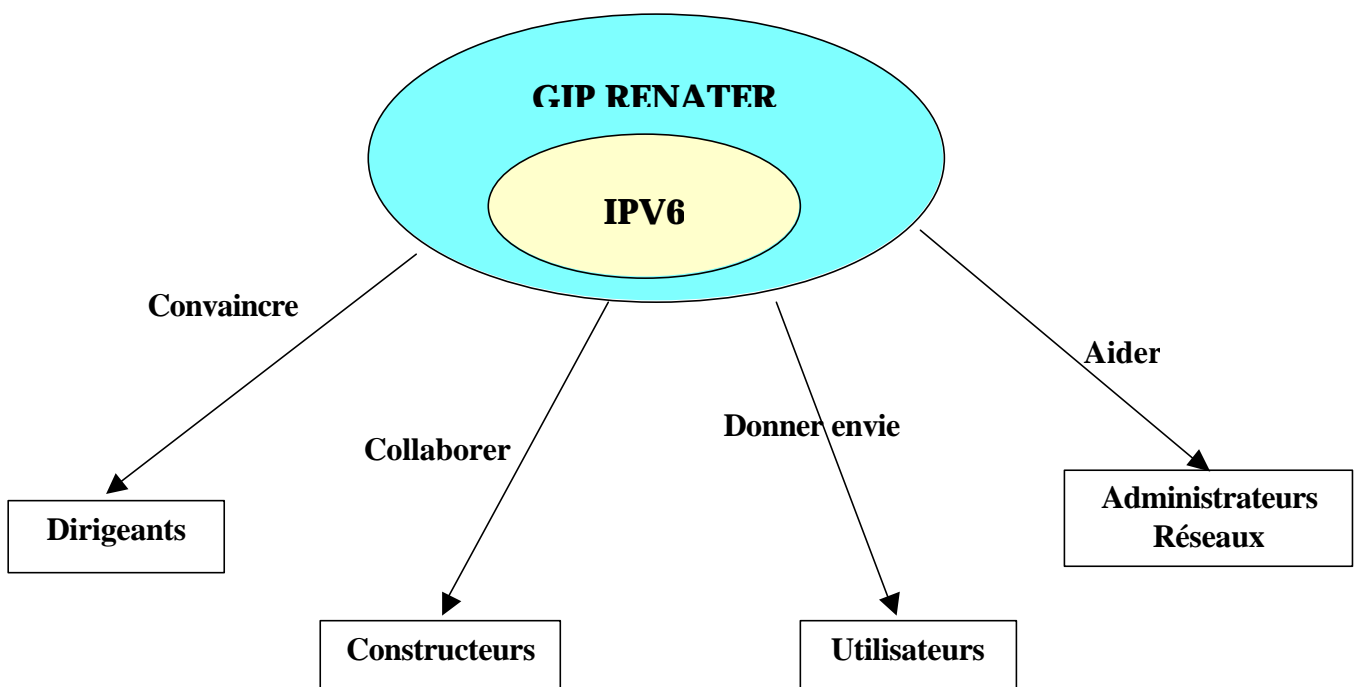 GIP RENATER
IPV6
Convaincre
Aider
Donner envie
Collaborer
Administrateurs
Réseaux
Dirigeants
Constructeurs
Utilisateurs